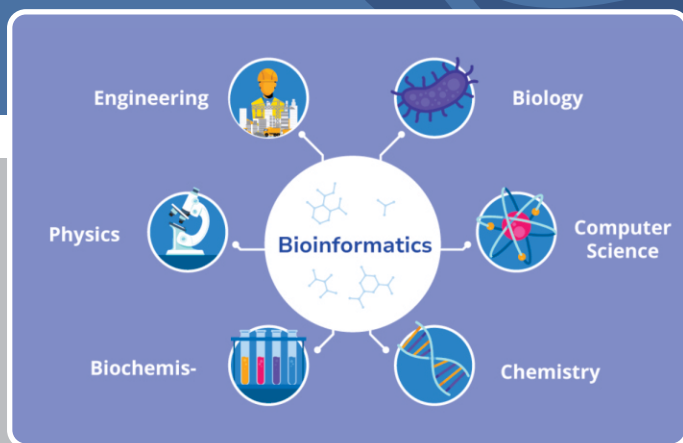 Engineering
Biology
Physics
Bioinformatics
Computer
Science
Biochemis-
Chemistry